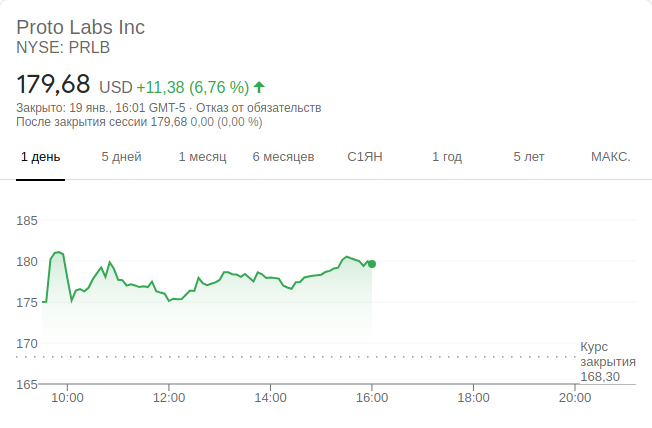 Proto Labs Inc
NYSE: PRLB
179,68 USD +11,38 (6,76 %)
Закрыто: 19 янв., 16:01 GMT-5 · Отказ от обязательств
После закрытия сессии 179,68 0,00 (0,00 %)
1 день 5 дней 1 месяц 6 месяцев С1ЯН 1 год 5 лет МАКС.
185
180
175
170
Курс
закрытия
168,30
165
10:00 12:00 14:00 16:00 18:00 20:00